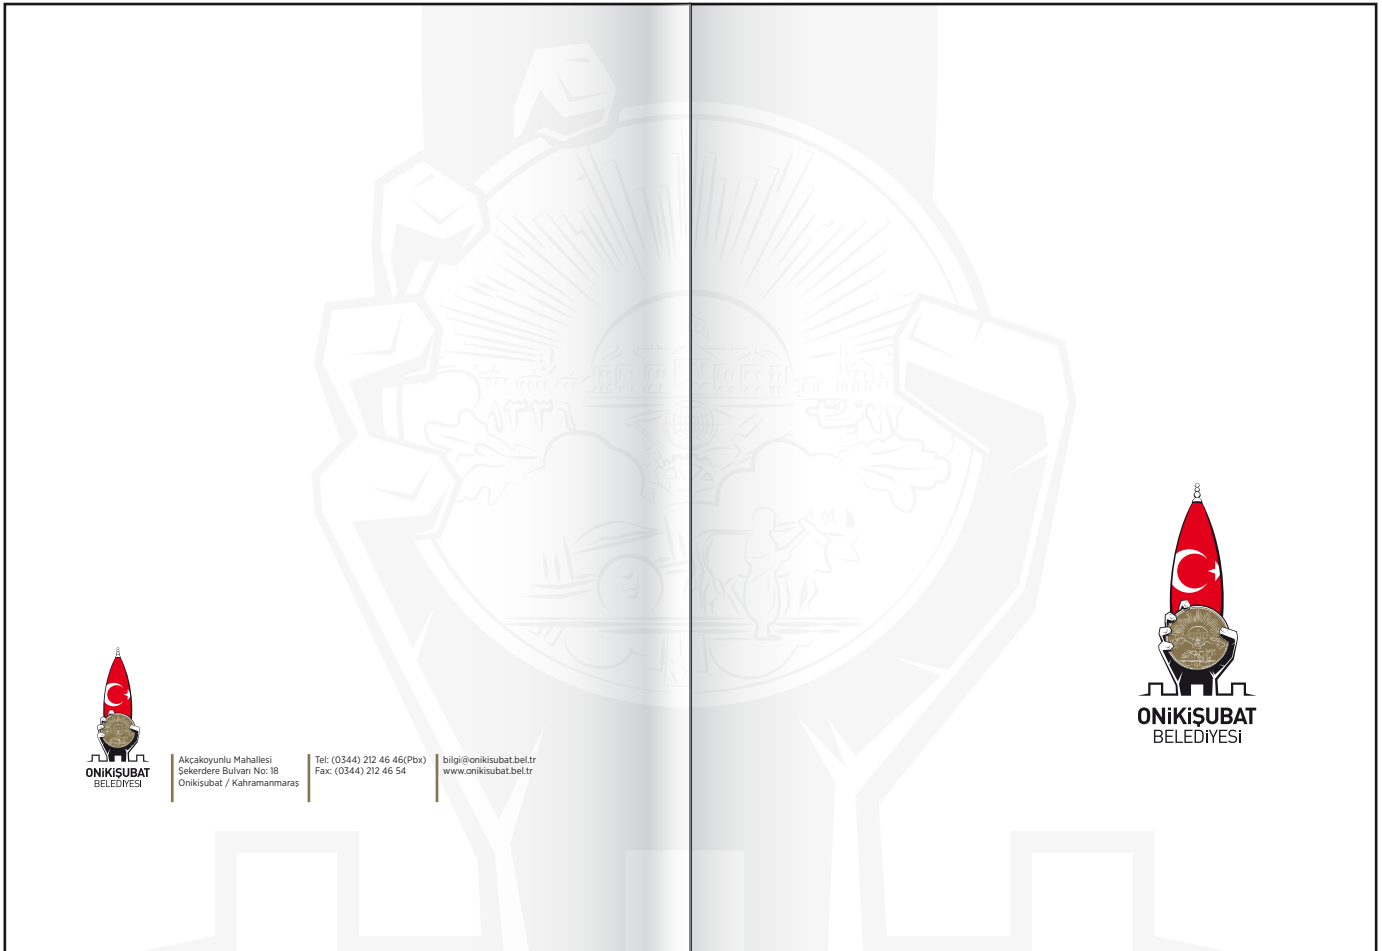 ONiKiŞUBAT
BELEDiYESi
Akçakoyunlu Mahallesi
Şekerdere Bulvarı No: 18
Onikişubat / Kahramanmaraş
Tel: (0344) 212 46 46(Pbx)
Fax: (0344) 212 46 54
bilgi@onikisubat.bel.tr
www.onikisubat.bel.tr
ONiKiŞUBAT
BELEDiYESi